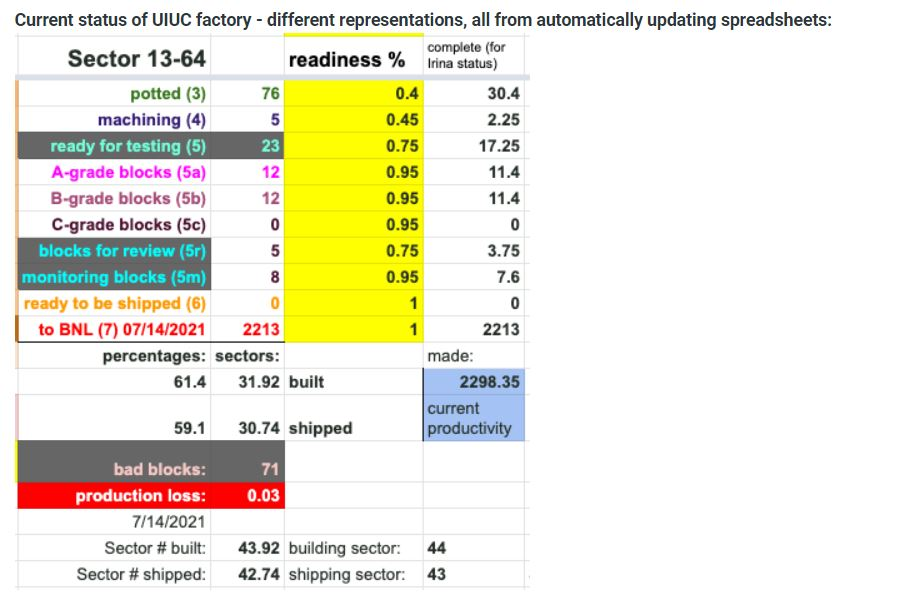 Current status of UIUC factory - different representations, all from automatically updating spreadsheets:
Sector 13-64 readiness % complete (for Irina status)
potted (3) 76 0.4 30.4
machining (4) 5 0.45 2.25
ready for testing (5) 23 0.75 17.25
A-grade blocks (5a) 12 0.95 11.4
B-grade blocks (5b) 12 0.95 11.4
C-grade blocks (5c) 0 0.95 0
blocks for review (5r) 5 0.75 3.75
monitoring blocks (5m) 8 0.95 7.6
ready to be shipped (6) 0 1 0
to BNL (7) 07/14/2021 2213 1 2213
percentages: sectors: made:
61.4 31.92 built 2298.35
59.1 30.74 shipped current productivity
bad blocks: 71
production loss: 0.03
7/14/2021
Sector # built: 43.92 building sector: 44
Sector # shipped: 42.74 shipping sector: 43